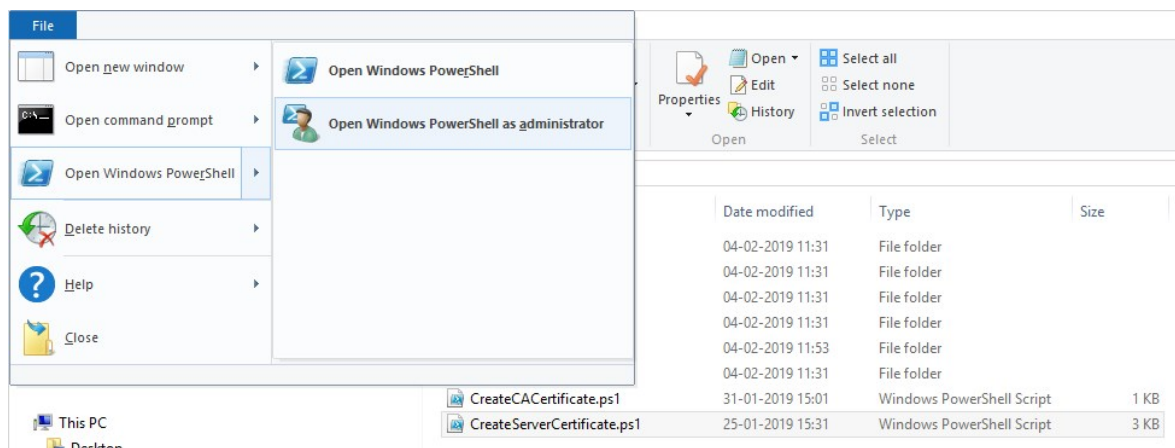 File
Open new window
Open command prompt
Open Windows PowerShell
Delete history
Help
Close
Open Windows PowerShell
Open Windows PowerShell as administrator
Properties
Open
Edit
History
Open
Select all
Select none
Invert selection
Select
Date modified Type Size
04-02-2019 11:31 File folder
04-02-2019 11:31 File folder
04-02-2019 11:31 File folder
04-02-2019 11:31 File folder
04-02-2019 11:53 File folder
04-02-2019 11:31 File folder
CreateCACertificate.ps1 31-01-2019 15:01 Windows PowerShell Script 1 KB
CreateServerCertificate.ps1 25-01-2019 15:31 Windows PowerShell Script 3 KB
This PC
Desktop